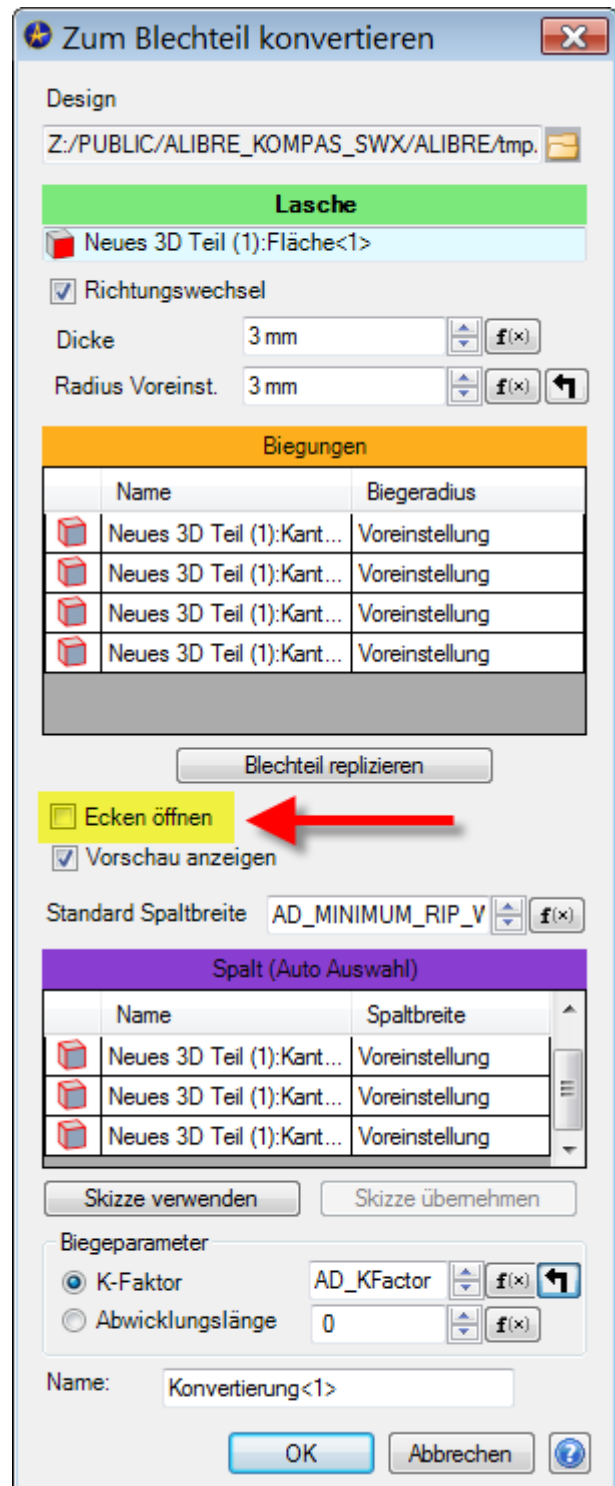 Zum Blechteil konvertieren
Design
Z:/PUBLIC/ALIBRE_KOMPAS_SWX/ALIBRE/tmp.
Lasche
Neues 3D Teil (1):Fläche<1>
Richtungswechsel
Dicke 3 mm f(x)
Radius Voreinst. 3 mm f(x)
Biegungen
Name Biegeradius
Neues 3D Teil (1):Kant... Voreinstellung
Neues 3D Teil (1):Kant... Voreinstellung
Neues 3D Teil (1):Kant... Voreinstellung
Neues 3D Teil (1):Kant... Voreinstellung
Blechteil replizieren
Ecken öffnen
Vorschau anzeigen
Standard Spaltbreite AD_MINIMUM_RIP_V f(x)
Spalt (Auto Auswahl)
Name Spaltbreite
Neues 3D Teil (1):Kant... Voreinstellung
Neues 3D Teil (1):Kant... Voreinstellung
Neues 3D Teil (1):Kant... Voreinstellung
Skizze verwenden Skizze übernehmen
Biegeparameter
K-Faktor AD_KFactor f(x)
Abwicklungslänge 0 f(x)
Name: Konvertierung<1>
OK Abbrechen ?